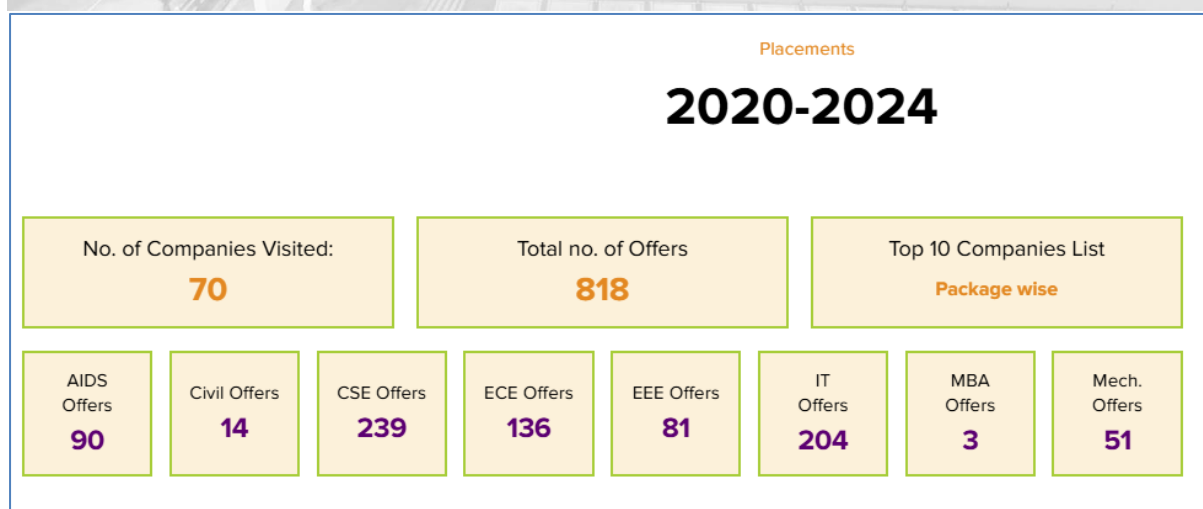 Placements
2020-2024
No. of Companies Visited:
70
Total no. of Offers
818
Top 10 Companies List
Package wise
AIDS
Offers
90
Civil Offers
14
CSE Offers
239
ECE Offers
136
EEE Offers
81
IT
Offers
204
MBA
Offers
3
Mech.
Offers
51